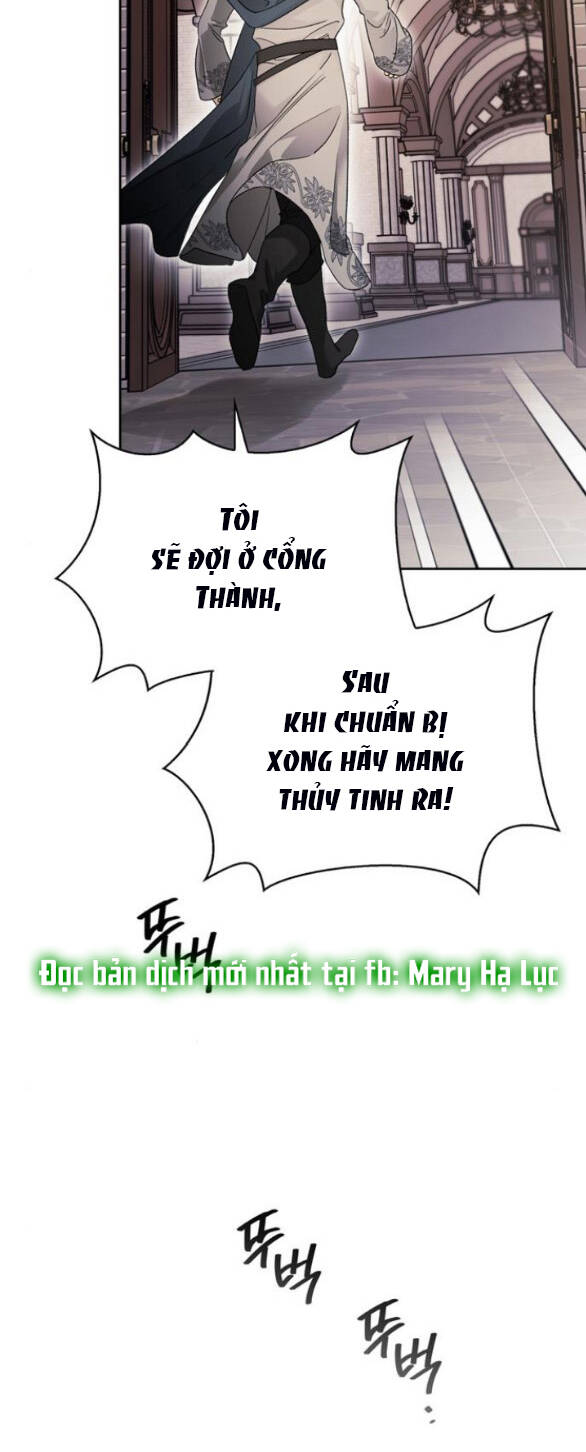 TÔI
SẼ ĐỢI Ở CỔNG
THÀNH,
SAU
KHI CHUẨN BỊ
XONG HÃY MANG
THỦY TINH RA!
뚜벅
Đọc bản dịch mới nhất tại fb: Mary Hạ Lục
뚜벅
뚜벅